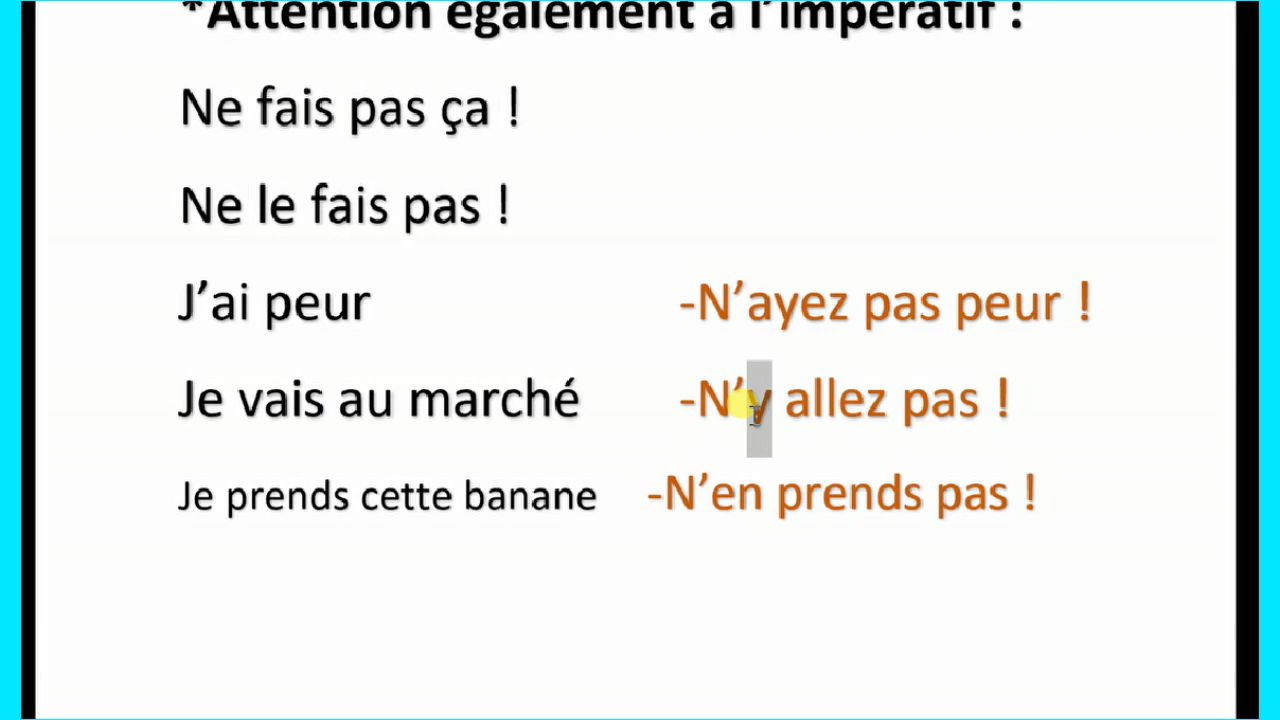 *Attention également à l'impératif :
Ne fais pas ça !
Ne le fais pas !
J'ai peur -N'ayez pas peur !
Je vais au marché -N'y allez pas !
Je prends cette banane -N'en prends pas !